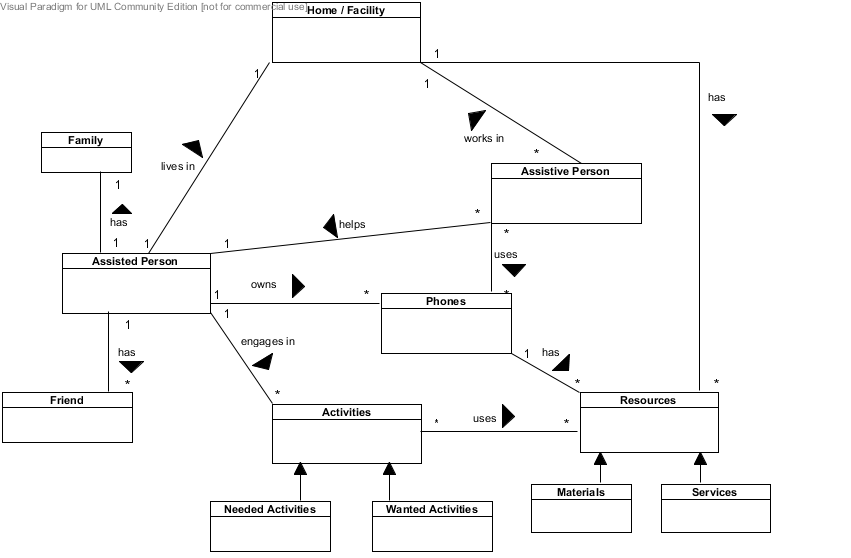 Visual Paradigm for UML Community Edition [not for commercial use]
Home / Facility
1
1
1
has
works in
lives in
*
Family
1
has
1
1
Assistive Person
*
*
helps
1
uses
Assisted Person
owns
1
*
*
Phones
1
1
engages in
has
*
1
has
*
*
*
Friend
Activities
*
uses
*
Resources
Needed Activities
Wanted Activities
Materials
Services